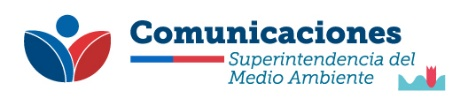 Comunicaciones
Superintendencia del
Medio Ambiente